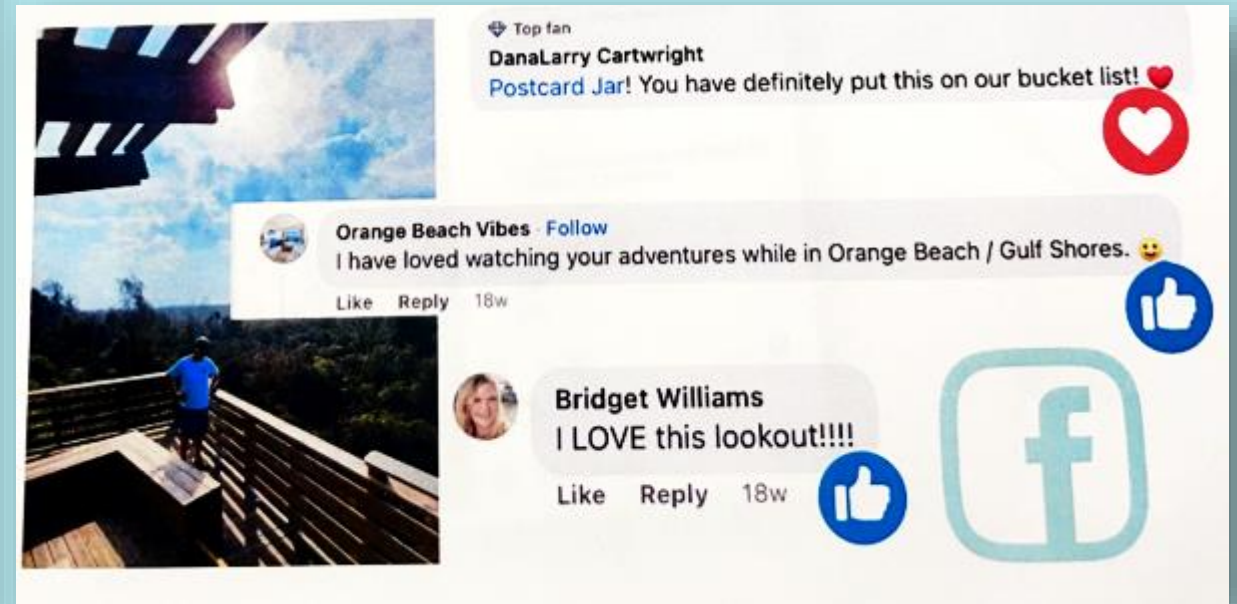 Top fan
DanaLarry Cartwright
Postcard Jar! You have definitely put this on our bucket list! ❤️
Orange Beach Vibes · Follow
I have loved watching your adventures while in Orange Beach / Gulf Shores. 😀
Like Reply 18w
Bridget Williams
I LOVE this lookout!!!!
Like Reply 18w
f